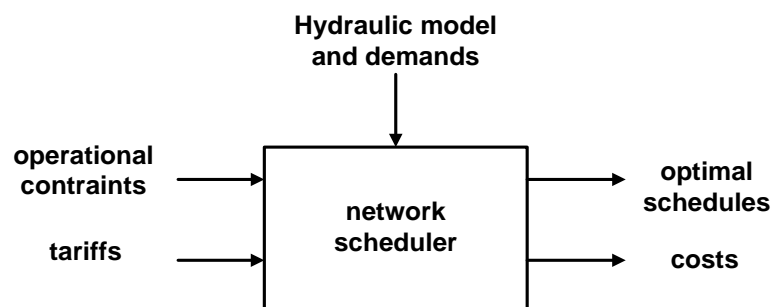 Hydraulic model
and demands
operational
contraints
tariffs
network
scheduler
optimal
schedules
costs